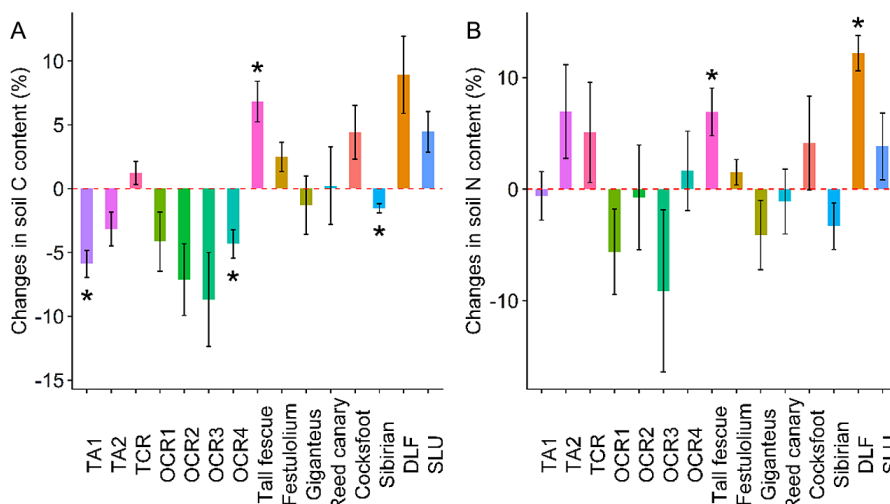 A
B
Changes in soil C content (%)
10
5
0
-5
-10
-15
*
*
*
*
TA1
TA2
TCR
OCR1
OCR2
OCR3
OCR4
Tall fescue
Festulolium
Giganteus
Reed canary
Cocksfoot
Sibirian
DLF
SLU
Changes in soil N content (%)
10
0
-10
*
*
TA1
TA2
TCR
OCR1
OCR2
OCR3
OCR4
Tall fescue
Festulolium
Giganteus
Reed canary
Cocksfoot
Sibirian
DLF
SLU